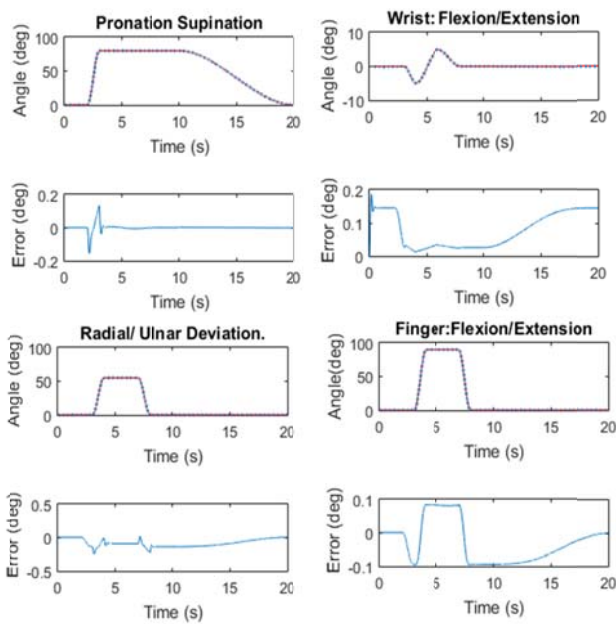 Pronation Supination
Angle (deg)
100
50
0
0 5 10 15 20
Time (s)
Wrist: Flexion/Extension
Angle (deg)
10
0
-10
0 5 10 15 20
Time (s)
Error (deg)
0.2
0
-0.2
0 5 10 15 20
Time (s)
Error (deg)
0.2
0.1
0
0 5 10 15 20
Time (s)
Radial/ Ulnar Deviation.
Angle (deg)
100
50
0
0 5 10 15 20
Time (s)
Finger:Flexion/Extension
Angle(deg)
100
50
0
0 5 10 15 20
Time (s)
Error (deg)
0.5
0
-0.5
0 5 10 15 20
Time (s)
Error (deg)
0.1
0
-0.1
0 5 10 15 20
Time (s)